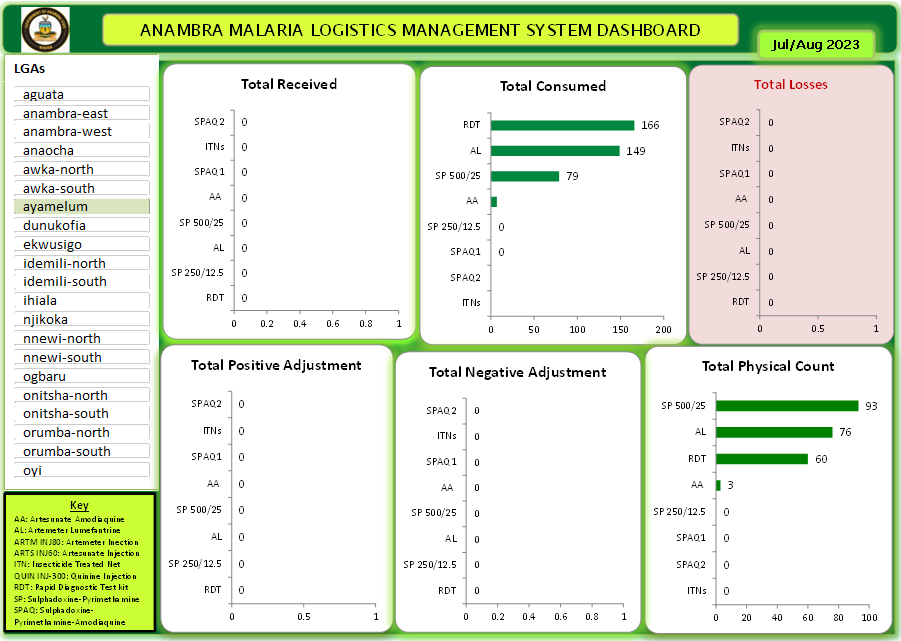 ANAMBRA MALARIA LOGISTICS MANAGEMENT SYSTEM DASHBOARD
Jul/Aug 2023
LGAs
aguata
anambra-east
anambra-west
anaocha
awka-north
awka-south
ayamelum
dunukofia
ekwusigo
idemili-north
idemili-south
ihiala
njikoka
nnewi-north
nnewi-south
ogbaru
onitsha-north
onitsha-south
orumba-north
orumba-south
oyi
Key
AA: Artesunate Amodiaquine
AL: Artemeter Lumefantrine
ARTM INJ80: Artemeter Inection
ARTS INJ60: Artesunate Injection
ITN: Insecticide Treated Net
QUIN INJ-300: Quinine Injection
RDT: Rapid Diagnostic Test kit
SP: Sulphadoxine-Pyrimethamine
SPAQ: Sulphadoxine-
Pyrimethamine-Amodiaquine
Total Received
SPAQ2 0
ITNs 0
SPAQ1 0
AA 0
SP 500/25 0
AL 0
SP 250/12.5 0
RDT 0
0 0.2 0.4 0.6 0.8 1
Total Consumed
RDT 166
AL 149
SP 500/25 79
AA
SP 250/12.5 0
SPAQ1 0
SPAQ2
ITNs
0 50 100 150 200
Total Losses
SPAQ2 0
ITNs 0
SPAQ1 0
AA 0
SP 500/25 0
AL 0
SP 250/12.5 0
RDT 0
0 0.5 1
Total Positive Adjustment
SPAQ2 0
ITNs 0
SPAQ1 0
AA 0
SP 500/25 0
AL 0
SP 250/12.5 0
RDT 0
0 0.5 1
Total Negative Adjustment
SPAQ2 0
ITNs 0
SPAQ1 0
AA 0
SP 500/25 0
AL 0
SP 250/12.5 0
RDT 0
0 0.2 0.4 0.6 0.8 1
Total Physical Count
SP 500/25 93
AL 76
RDT 60
AA 3
SP 250/12.5 0
SPAQ1 0
SPAQ2 0
ITNs 0
0 20 40 60 80 100